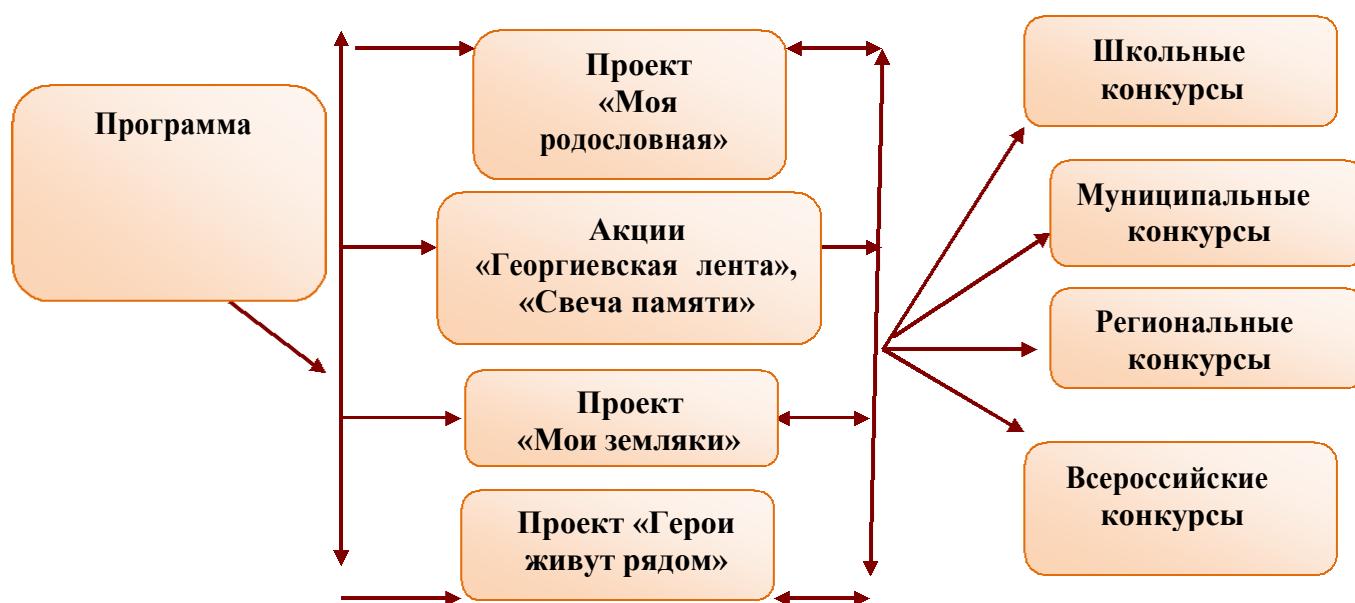 Программа
Проект
«Моя
родословная»
Акции
«Георгиевская лента»,
«Свеча памяти»
Проект
«Мои земляки»
Проект «Герои
живут рядом»
Школьные
конкурсы
Муниципальные
конкурсы
Региональные
конкурсы
Всероссийские
конкурсы